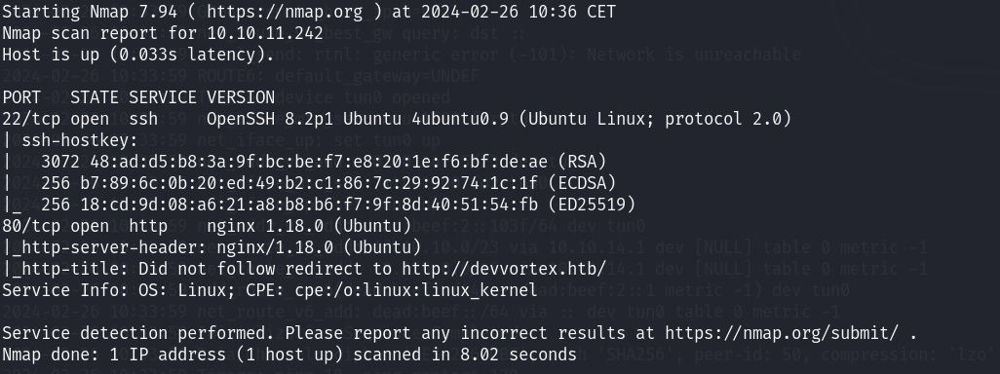 Starting Nmap 7.94 ( https://nmap.org ) at 2024-02-26 10:36 CET
Nmap scan report for 10.10.11.242
Host is up (0.033s latency).
PORT   STATE SERVICE VERSION
22/tcp open  ssh     OpenSSH 8.2p1 Ubuntu 4ubuntu0.9 (Ubuntu Linux; protocol 2.0)
| ssh-hostkey:
|   3072 48:ad:d5:b8:3a:9f:bc:be:f7:e8:20:1e:f6:bf:de:ae (RSA)
|   256 b7:89:6c:0b:20:ed:49:b2:c1:86:7c:29:92:74:1c:1f (ECDSA)
|_  256 18:cd:9d:08:a6:21:a8:b8:b6:f7:9f:8d:40:51:54:fb (ED25519)
80/tcp open  http    nginx 1.18.0 (Ubuntu)
|_http-server-header: nginx/1.18.0 (Ubuntu)
|_http-title: Did not follow redirect to http://devvortex.htb/
Service Info: OS: Linux; CPE: cpe:/o:linux:linux_kernel
Service detection performed. Please report any incorrect results at https://nmap.org/submit/ .
Nmap done: 1 IP address (1 host up) scanned in 8.02 seconds